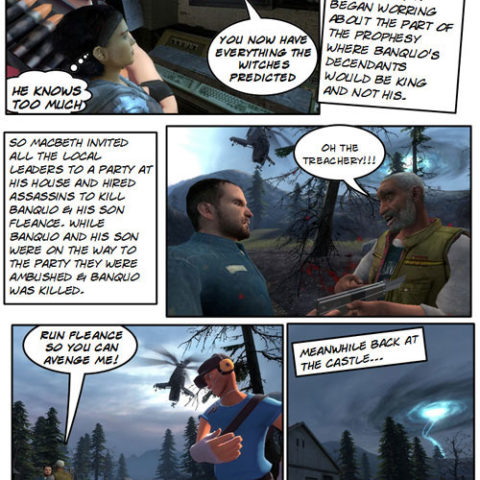 YOU NOW HAVE
EVERYTHING THE
WITCHES
PREDICTED
HE KNOWS
TOO MUCH
BEGAN WORRING
ABOUT THE PART OF
THE PROPHESY
WHERE BANQUO'S
DECENDANTS
WOULD BE KING
AND NOT HIS.
SO MACBETH INVITED
ALL THE LOCAL
LEADERS TO A PARTY AT
HIS HOUSE AND HIRED
ASSASSINS TO KILL
BANQUO & HIS SON
FLEANCE. WHILE
BANQUO AND HIS SON
WERE ON THE WAY TO
THE PARTY THEY WERE
AMBUSHED & BANQUO
WAS KILLED.
OH THE
TREACHERY!!!
RUN FLEANCE
SO YOU CAN
AVENGE ME!
MEANWHILE BACK AT
THE CASTLE...